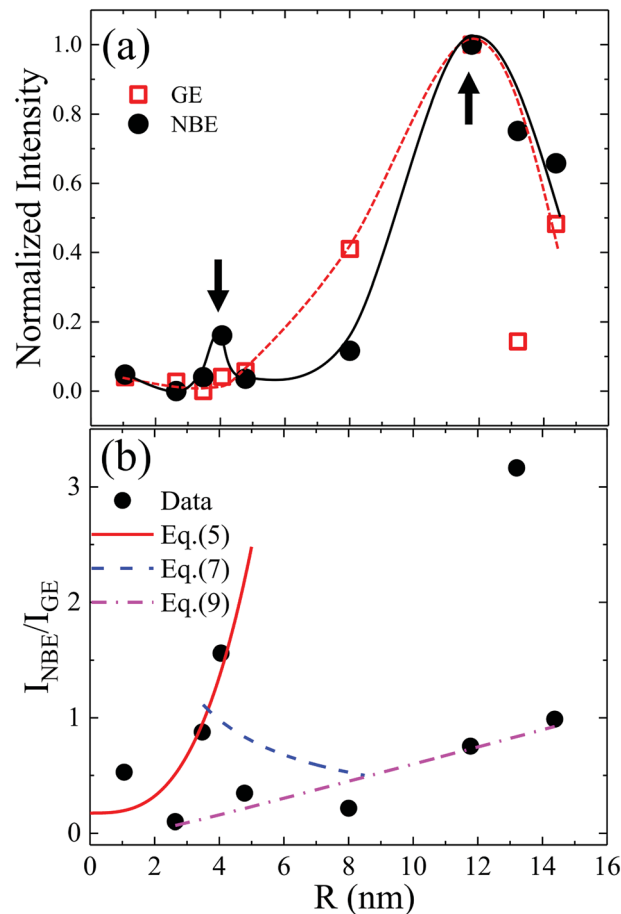 (a)
GE
NBE
Normalized Intensity
1.0
0.8
0.6
0.4
0.2
0.0
(b)
Data
Eq.(5)
Eq.(7)
Eq.(9)
I_NBE/I_GE
3
2
1
0
0 2 4 6 8 10 12 14 16
R (nm)